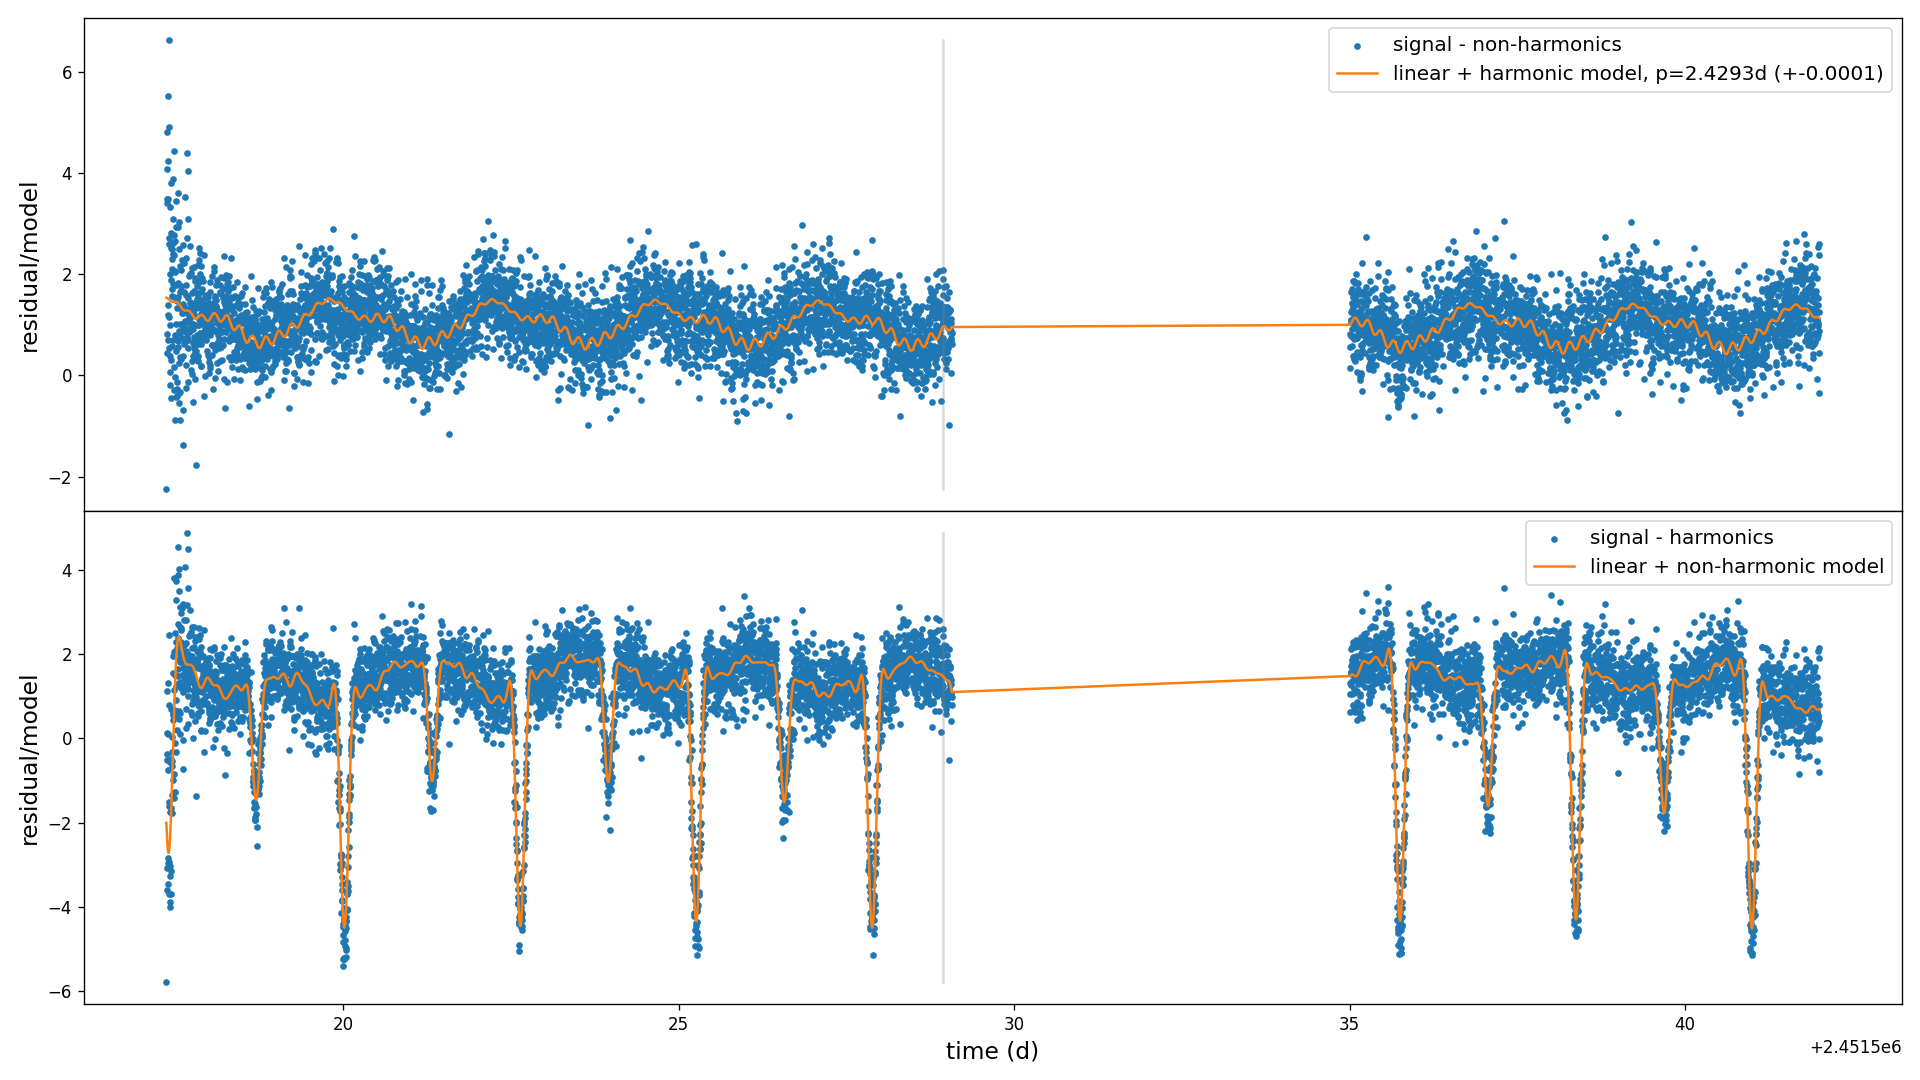 signal - non-harmonics
linear + harmonic model, p=2.4293d (+-0.0001)
6
4
2
0
−2
residual/model
signal - harmonics
linear + non-harmonic model
4
2
0
−2
−4
−6
residual/model
20
25
30
35
40
time (d)
+2.4515e6